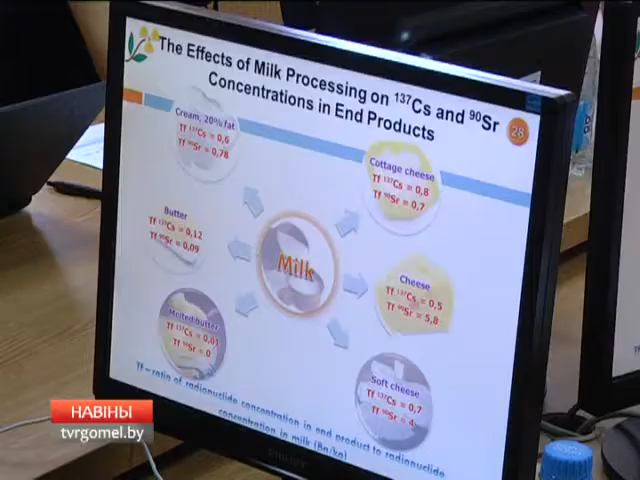 The Effects of Milk Processing on ¹³⁷Cs and ⁹⁰Sr
Concentrations in End Products
28
Cream, 20% fat
Tf ¹³⁷Cs = 0,6
Tf ⁹⁰Sr = 0,78
Cottage cheese
Tf ¹³⁷Cs = 0,8
Tf ⁹⁰Sr = 0,7
Butter
Tf ¹³⁷Cs = 0,12
Tf ⁹⁰Sr = 0,09
Milk
Cheese
Tf ¹³⁷Cs = 0,5
Tf ⁹⁰Sr = 5,8
Melted butter
Tf ¹³⁷Cs = 0,01
Tf ⁹⁰Sr = 0
Soft cheese
Tf ¹³⁷Cs = 0,7
Tf ⁹⁰Sr = 4
Tf – ratio of radionuclide concentration in end product to radionuclide
concentration in milk (Bq/kg)
НАВІНЫ
tvrgomel.by